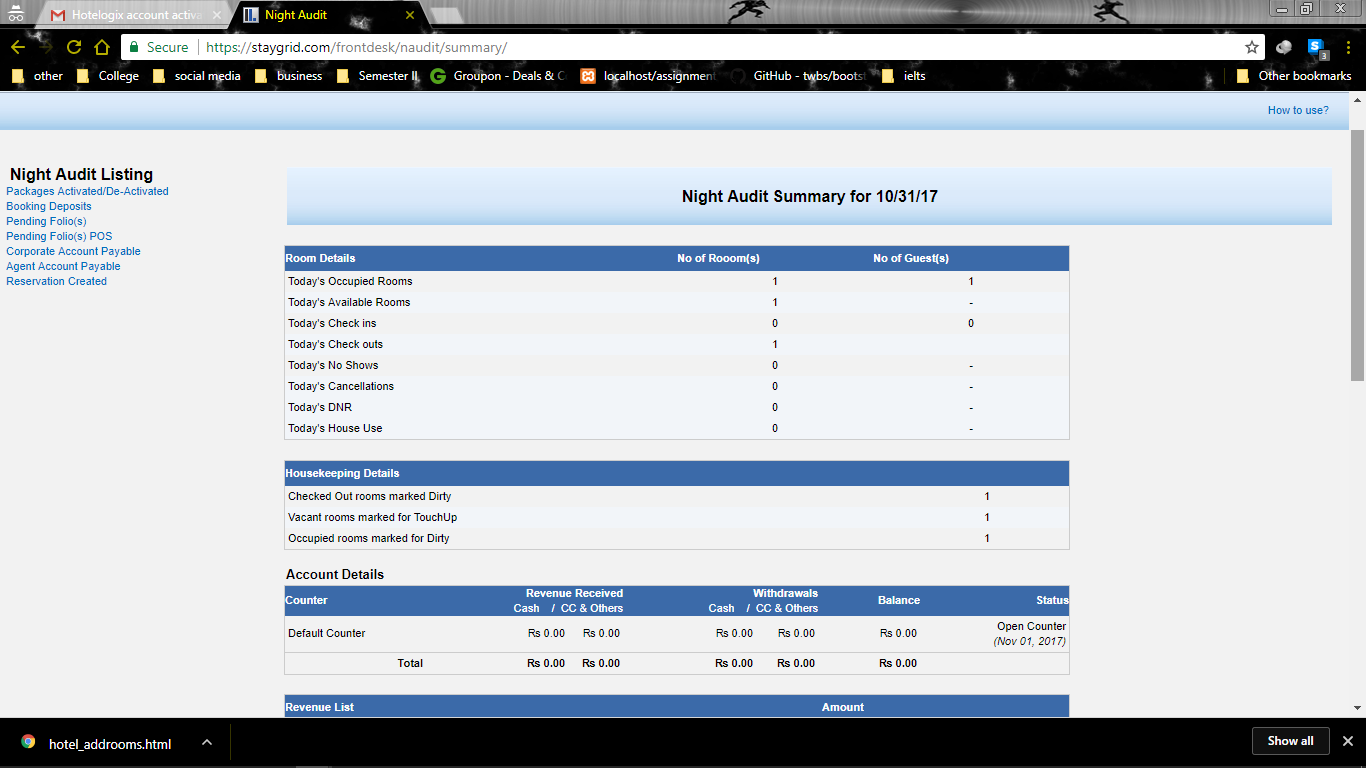 Hotelogix account activa
Night Audit
Secure
https://staygrid.com/frontdesk/naudit/summary/
3
other College social media business Semester II Groupon - Deals & C localhost/assignment GitHub - twbs/boots ielts Other bookmarks
How to use?
Night Audit Listing
Packages Activated/De-Activated
Booking Deposits
Pending Folio(s)
Pending Folio(s) POS
Corporate Account Payable
Agent Account Payable
Reservation Created
Night Audit Summary for 10/31/17
Room Details No of Rooom(s) No of Guest(s)
Today's Occupied Rooms 1 1
Today's Available Rooms 1 -
Today's Check ins 0 0
Today's Check outs 1
Today's No Shows 0 -
Today's Cancellations 0 -
Today's DNR 0 -
Today's House Use 0 -
Housekeeping Details
Checked Out rooms marked Dirty 1
Vacant rooms marked for TouchUp 1
Occupied rooms marked for Dirty 1
Account Details
Counter Revenue Received Withdrawals Balance Status
Cash / CC & Others Cash / CC & Others
Default Counter Rs 0.00 Rs 0.00 Rs 0.00 Rs 0.00 Rs 0.00 Open Counter
(Nov 01, 2017)
Total Rs 0.00 Rs 0.00 Rs 0.00 Rs 0.00 Rs 0.00
Revenue List Amount
hotel_addrooms.html
Show all